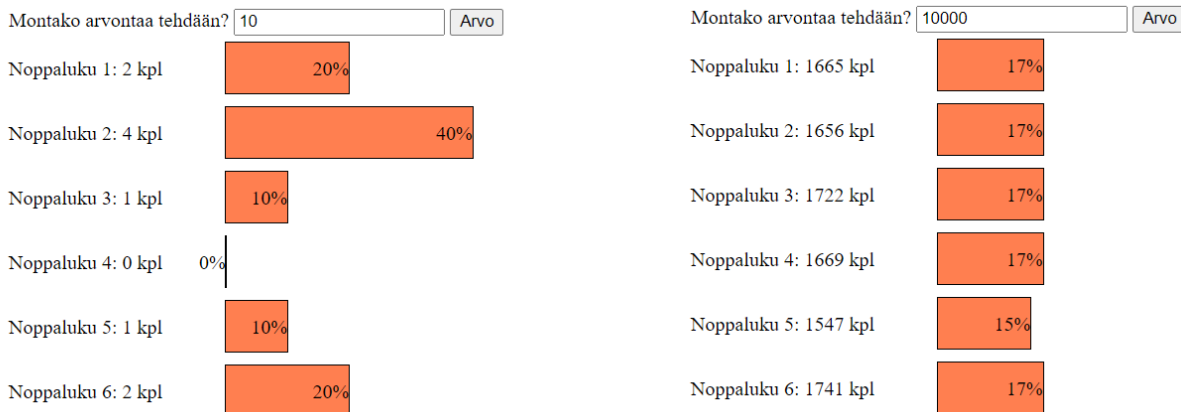 Montako arvontaa tehdään? 10 Arvo
Noppaluku 1: 2 kpl 20%
Noppaluku 2: 4 kpl 40%
Noppaluku 3: 1 kpl 10%
Noppaluku 4: 0 kpl 0%
Noppaluku 5: 1 kpl 10%
Noppaluku 6: 2 kpl 20%
Montako arvontaa tehdään? 10000 Arvo
Noppaluku 1: 1665 kpl 17%
Noppaluku 2: 1656 kpl 17%
Noppaluku 3: 1722 kpl 17%
Noppaluku 4: 1669 kpl 17%
Noppaluku 5: 1547 kpl 15%
Noppaluku 6: 1741 kpl 17%